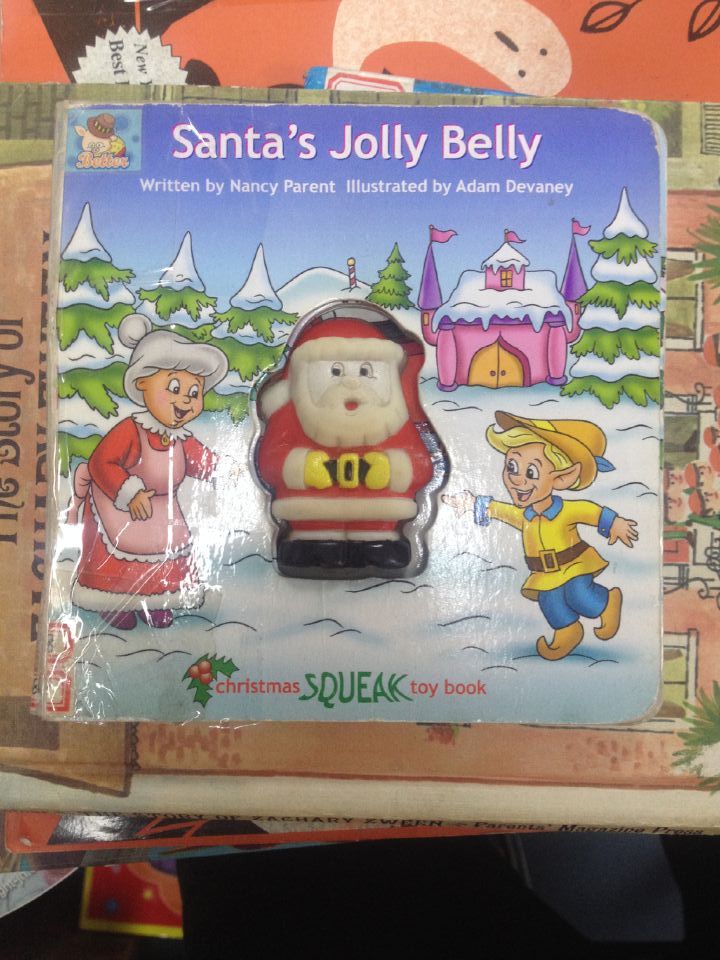 New
Best
Better
Santa's Jolly Belly
Written by Nancy Parent Illustrated by Adam Devaney
The Story of
christmas SQUEAK toy book
OF ZACHARY ZWEEN
Parents' Magazine Press